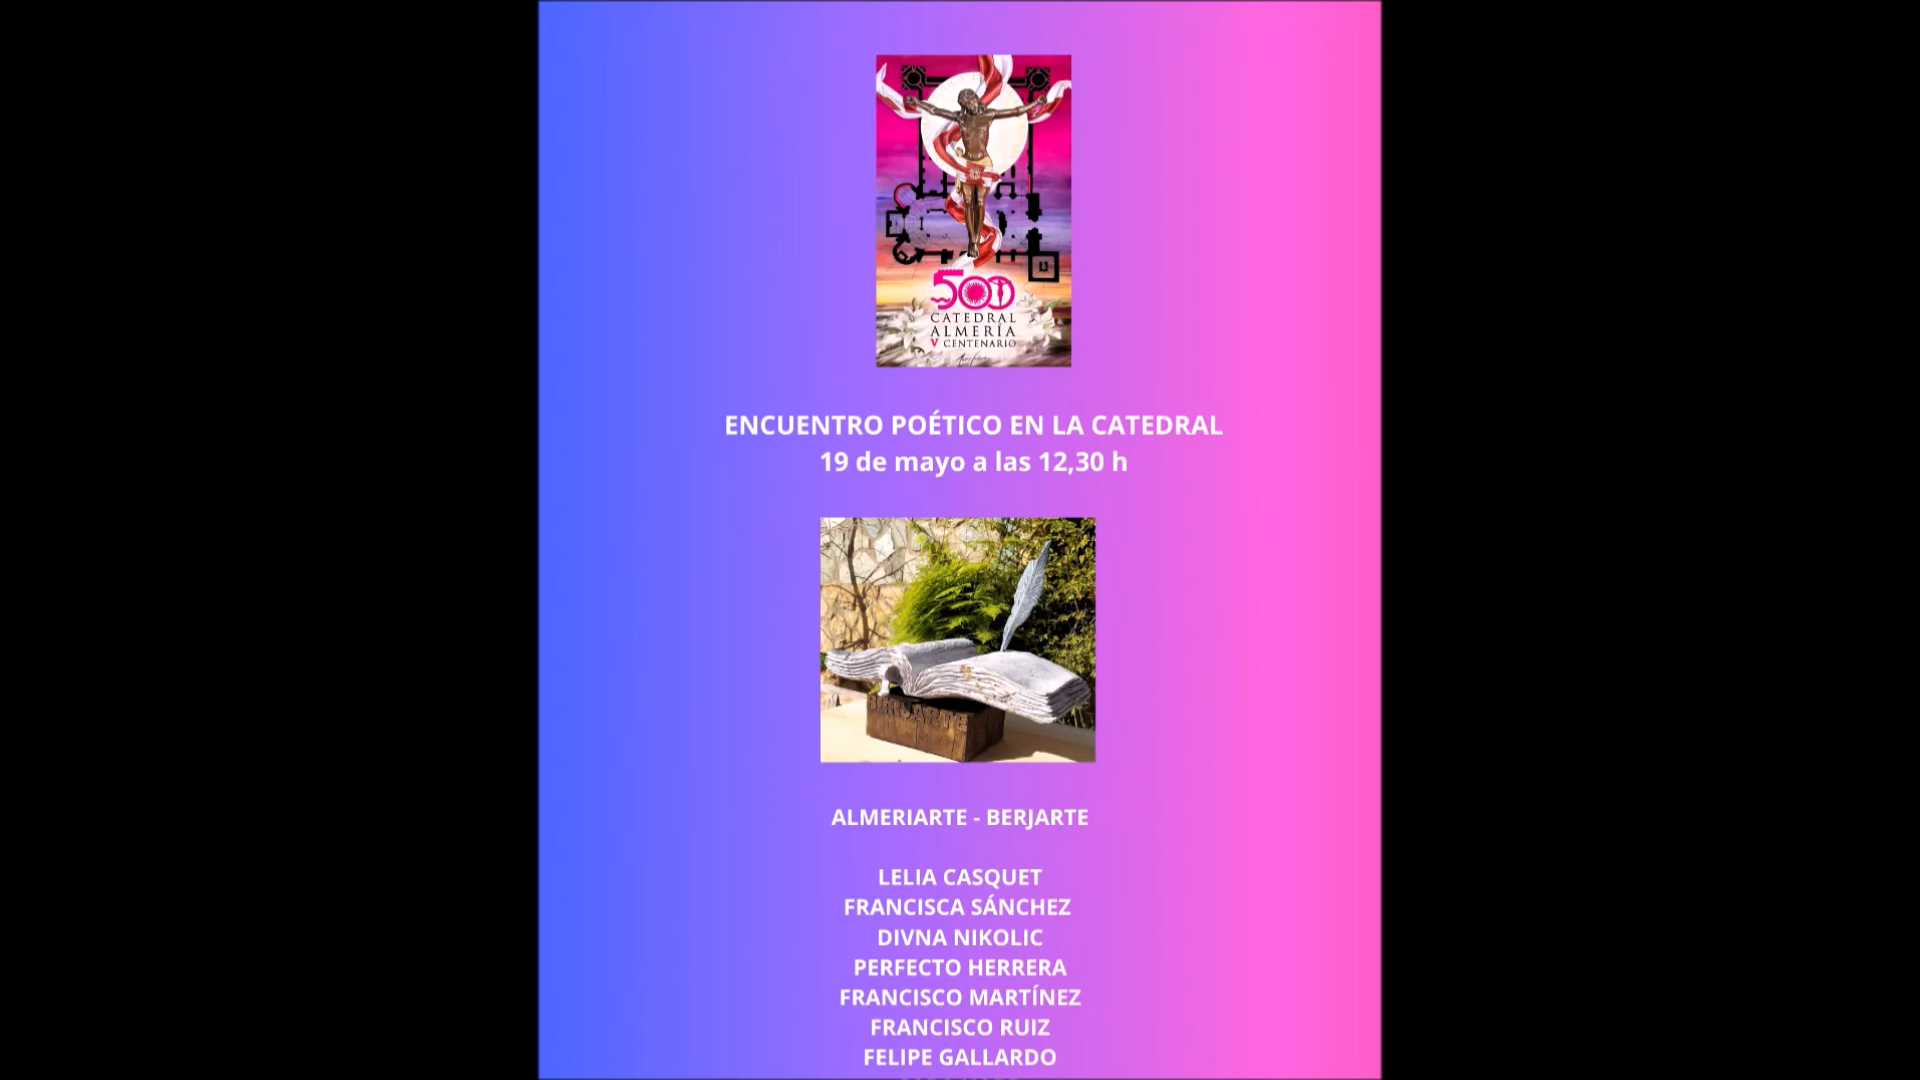 500
CATEDRAL
ALMERÍA
V CENTENARIO
ENCUENTRO POÉTICO EN LA CATEDRAL
19 de mayo a las 12,30 h
BERJARTE
ALMERIARTE - BERJARTE
LELIA CASQUET
FRANCISCA SÁNCHEZ
DIVNA NIKOLIC
PERFECTO HERRERA
FRANCISCO MARTÍNEZ
FRANCISCO RUIZ
FELIPE GALLARDO